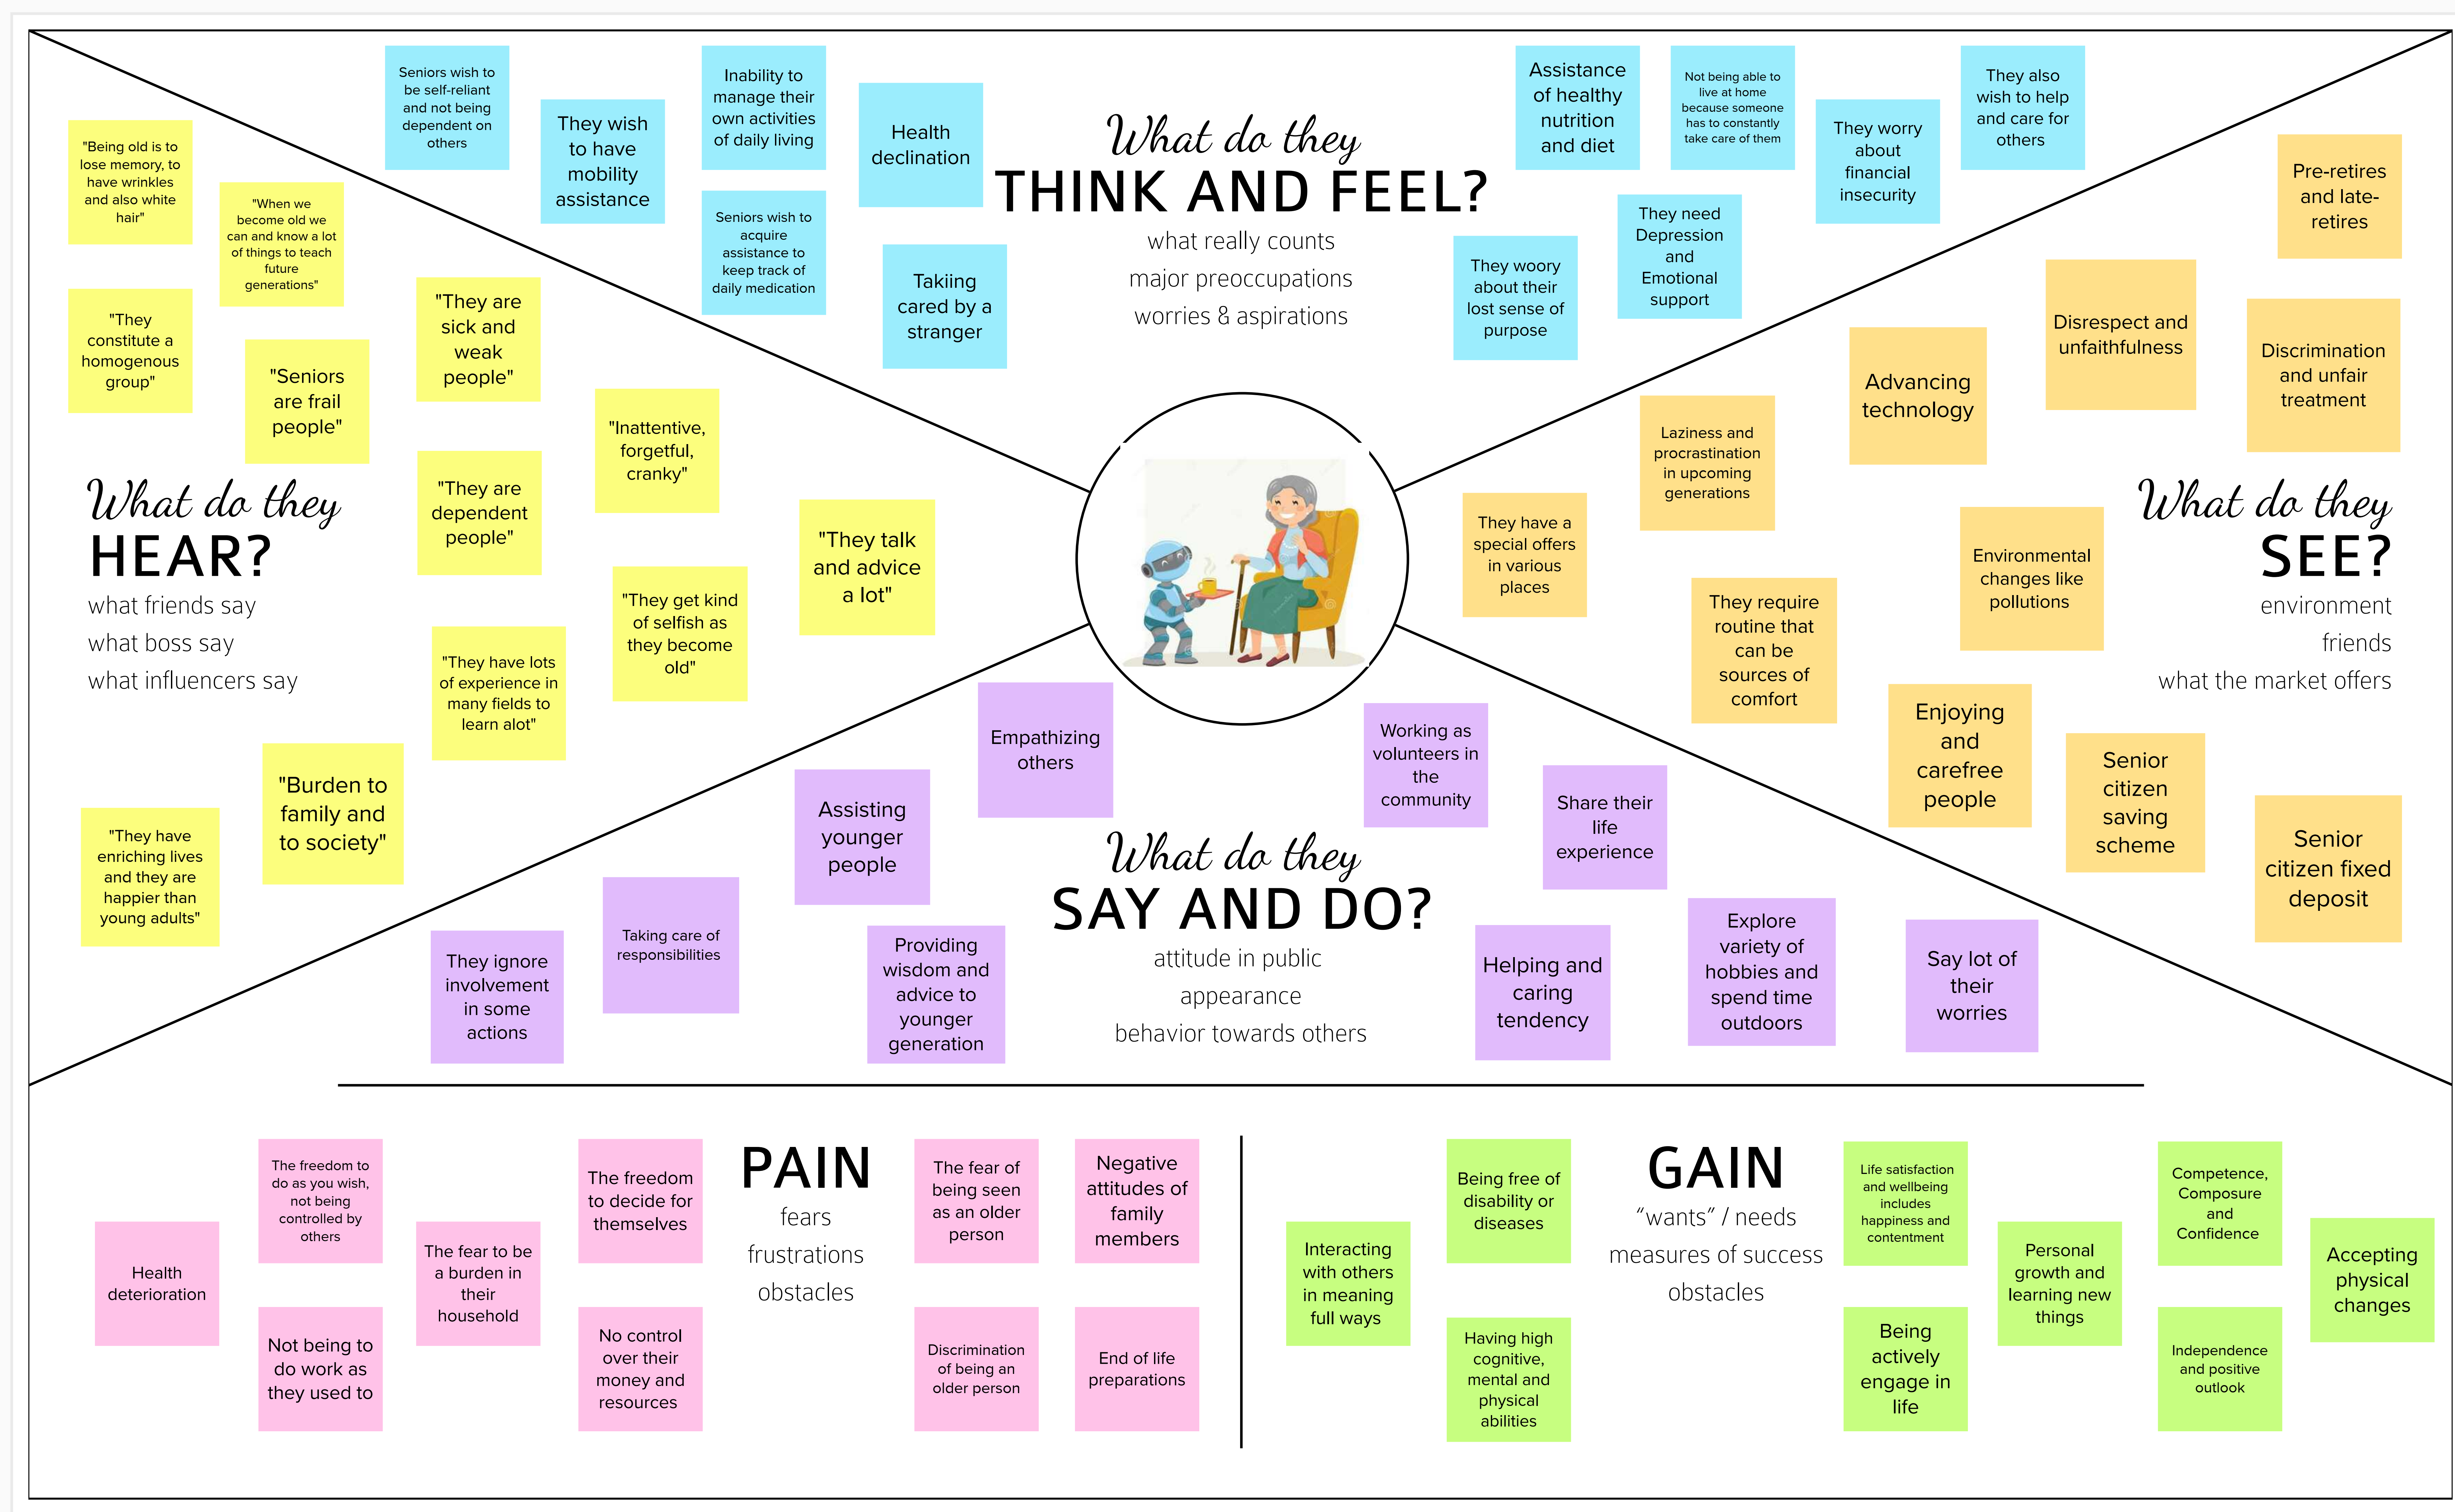 Seniors wish to
be self-reliant
and not being
dependent on
others
They wish
to have
mobility
assistance
Inability to
manage their
own activities
of daily living
Health
declination
Seniors wish to
acquire
assistance to
keep track of
daily medication
Takiing
cared by a
stranger
What do they
THINK AND FEEL?
what really counts
major preoccupations
worries & aspirations
Assistance
of healthy
nutrition
and diet
Not being able to
live at home
because someone
has to constantly
take care of them
They worry
about
financial
insecurity
They also
wish to help
and care for
others
They woory
about their
lost sense of
purpose
They need
Depression
and
Emotional
support
"Being old is to
lose memory, to
have wrinkles
and also white
hair"
"When we
become old we
can and know a lot
of things to teach
future
generations"
"They
constitute a
homogenous
group"
"Seniors
are frail
people"
"They are
sick and
weak
people"
"Inattentive,
forgetful,
cranky"
"They are
dependent
people"
"They talk
and advice
a lot"
What do they
HEAR?
what friends say
what boss say
what influencers say
"They get kind
of selfish as
they become
old"
"They have lots
of experience in
many fields to
learn alot"
"Burden to
family and
to society"
"They have
enriching lives
and they are
happier than
young adults"
Pre-retires
and late-
retires
Disrespect and
unfaithfulness
Discrimination
and unfair
treatment
Advancing
technology
Laziness and
procrastination
in upcoming
generations
They have a
special offers
in various
places
What do they
SEE?
environment
friends
what the market offers
Environmental
changes like
pollutions
They require
routine that
can be
sources of
comfort
Enjoying
and
carefree
people
Senior
citizen
saving
scheme
Senior
citizen fixed
deposit
Empathizing
others
Assisting
younger
people
Taking care of
responsibilities
They ignore
involvement
in some
actions
Providing
wisdom and
advice to
younger
generation
What do they
SAY AND DO?
attitude in public
appearance
behavior towards others
Working as
volunteers in
the
community
Share their
life
experience
Helping and
caring
tendency
Explore
variety of
hobbies and
spend time
outdoors
Say lot of
their
worries
PAIN
fears
frustrations
obstacles
Health
deterioration
The freedom to
do as you wish,
not being
controlled by
others
Not being to
do work as
they used to
The fear to be
a burden in
their
household
The freedom
to decide for
themselves
No control
over their
money and
resources
The fear of
being seen
as an older
person
Negative
attitudes of
family
members
Discrimination
of being an
older person
End of life
preparations
GAIN
“wants” / needs
measures of success
obstacles
Interacting
with others
in meaning
full ways
Being free of
disability or
diseases
Having high
cognitive,
mental and
physical
abilities
Life satisfaction
and wellbeing
includes
happiness and
contentment
Being
actively
engage in
life
Personal
growth and
learning new
things
Competence,
Composure
and
Confidence
Independence
and positive
outlook
Accepting
physical
changes